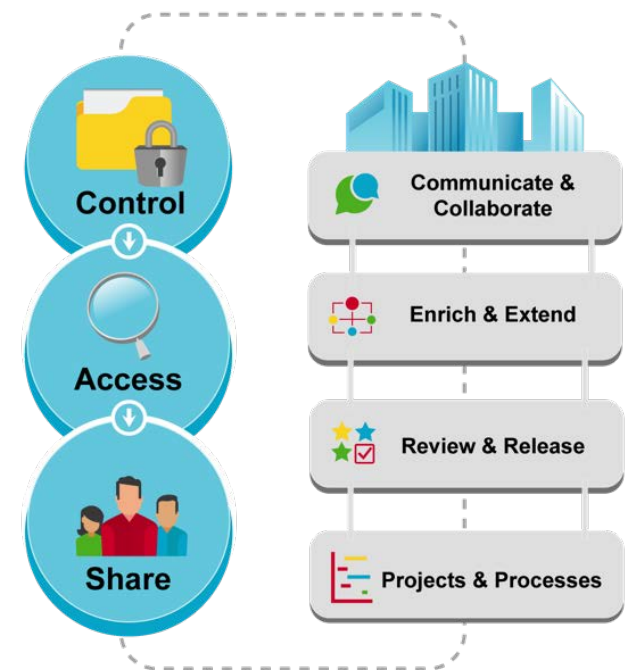 Control
Access
Share
Communicate &
Collaborate
Enrich & Extend
Review & Release
Projects & Processes